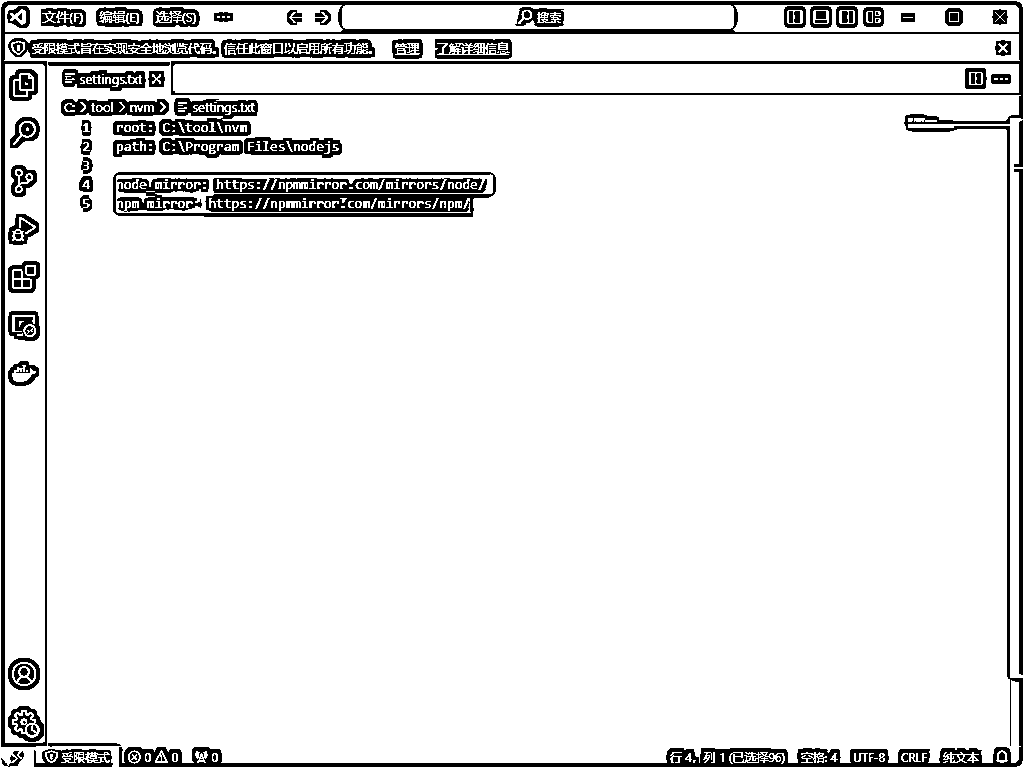 文件(F) 编辑(E) 选择(S) ··· 搜索
受限模式旨在实现安全地浏览代码。信任此窗口以启用所有功能。 管理 了解详细信息
settings.txt
C: > tool > nvm > settings.txt
1 root: C:\tool\nvm
2 path: C:\Program Files\nodejs
3
4 node_mirror: https://npmmirror.com/mirrors/node/
5 npm_mirror: https://npmmirror.com/mirrors/npm/
受限模式 0 0 0 行 4, 列 1 (已选择96) 空格: 4 UTF-8 CRLF 纯文本